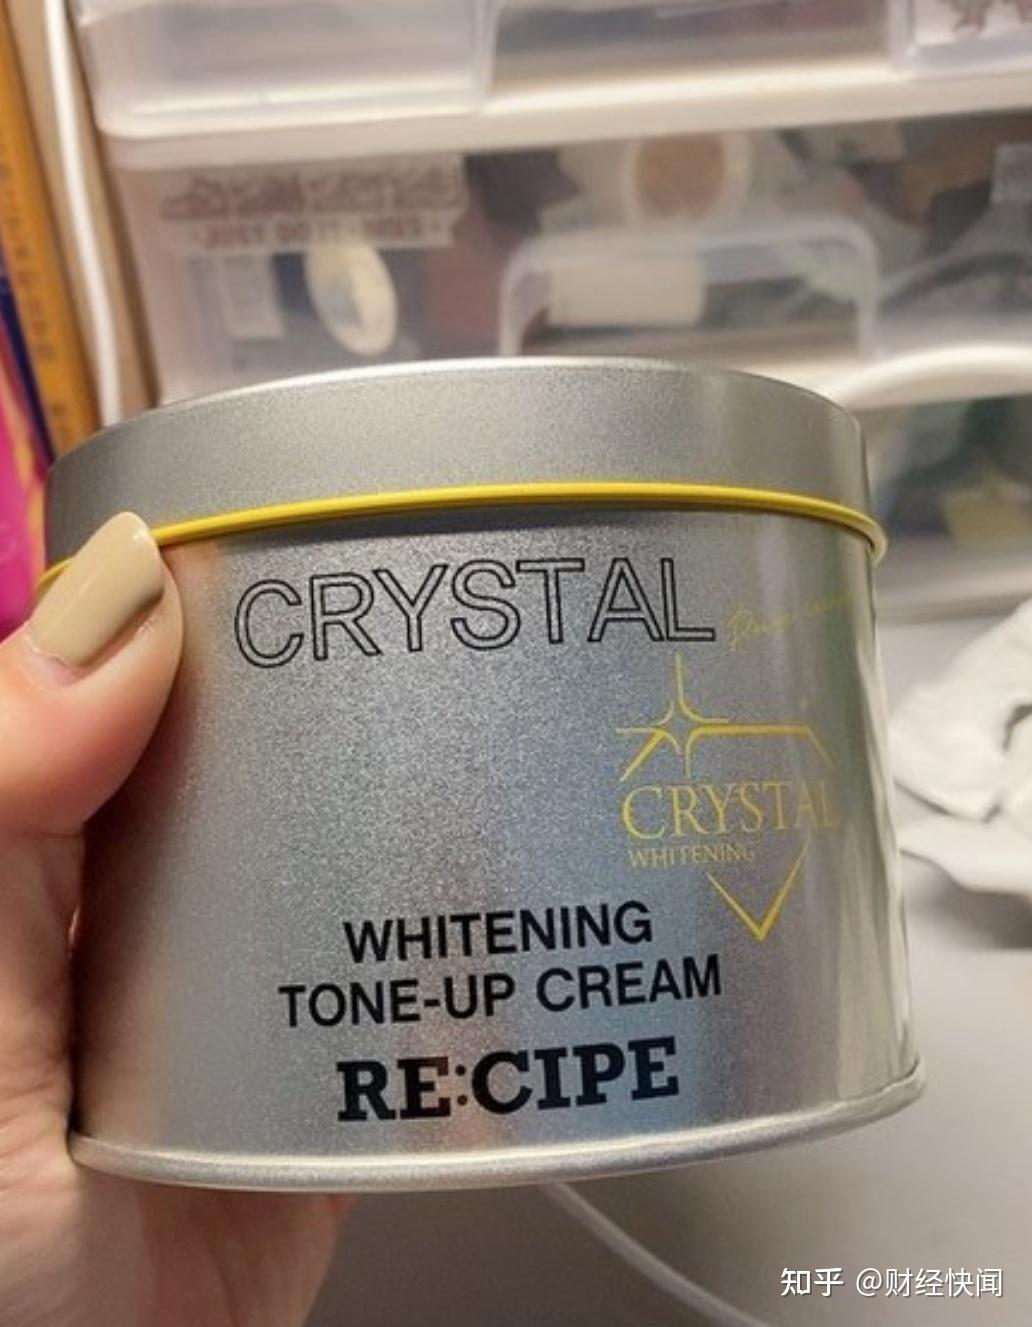 CRYSTAL
CRYSTAL
WHITENING
WHITENING
TONE-UP CREAM
RE:CIPE
知乎 @财经快闻